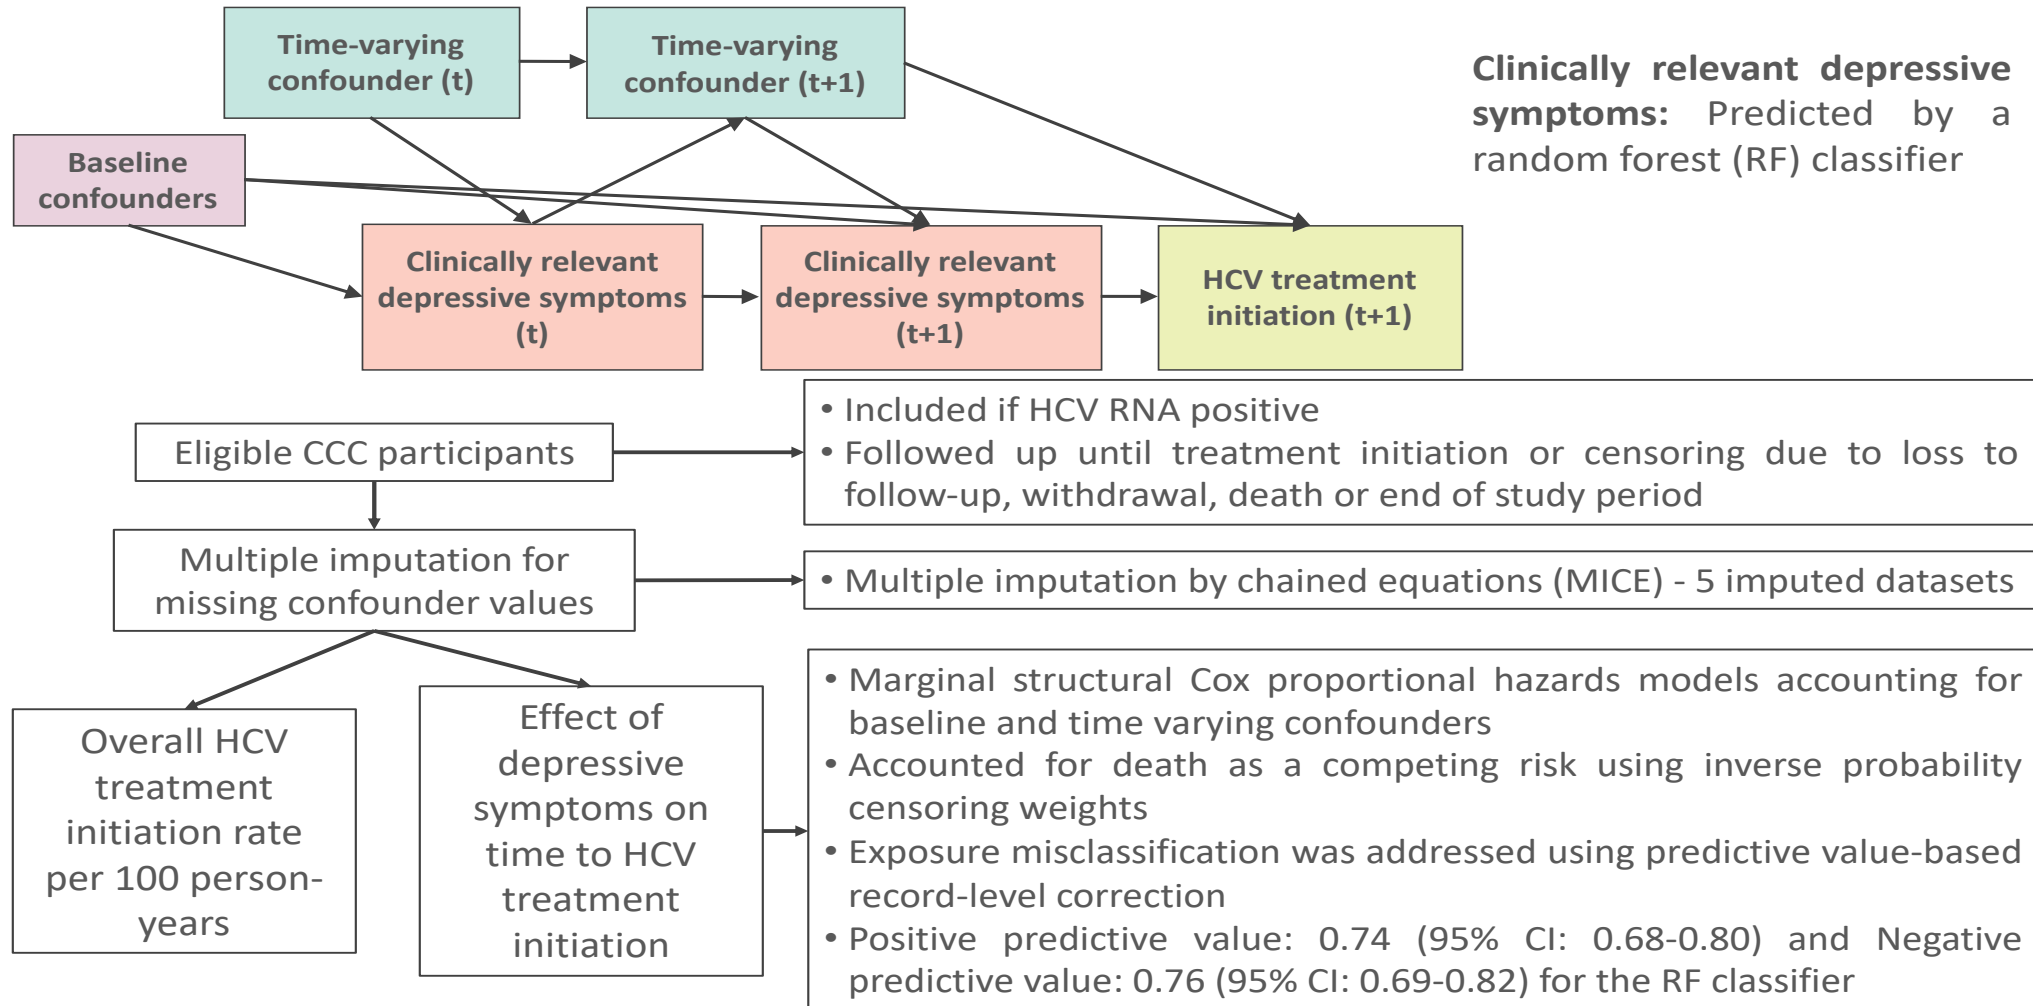 Time-varying
confounder (t)
Time-varying
confounder (t+1)
Clinically relevant depressive
symptoms: Predicted by a
random forest (RF) classifier
Baseline
confounders
Clinically relevant
depressive symptoms
(t)
Clinically relevant
depressive symptoms
(t+1)
HCV treatment
initiation (t+1)
Eligible CCC participants
• Included if HCV RNA positive
• Followed up until treatment initiation or censoring due to loss to
follow-up, withdrawal, death or end of study period
Multiple imputation for
missing confounder values
• Multiple imputation by chained equations (MICE) - 5 imputed datasets
Overall HCV
treatment
initiation rate
per 100 person-
years
Effect of
depressive
symptoms on
time to HCV
treatment
initiation
• Marginal structural Cox proportional hazards models accounting for
baseline and time varying confounders
• Accounted for death as a competing risk using inverse probability
censoring weights
• Exposure misclassification was addressed using predictive value-based
record-level correction
• Positive predictive value: 0.74 (95% CI: 0.68-0.80) and Negative
predictive value: 0.76 (95% CI: 0.69-0.82) for the RF classifier